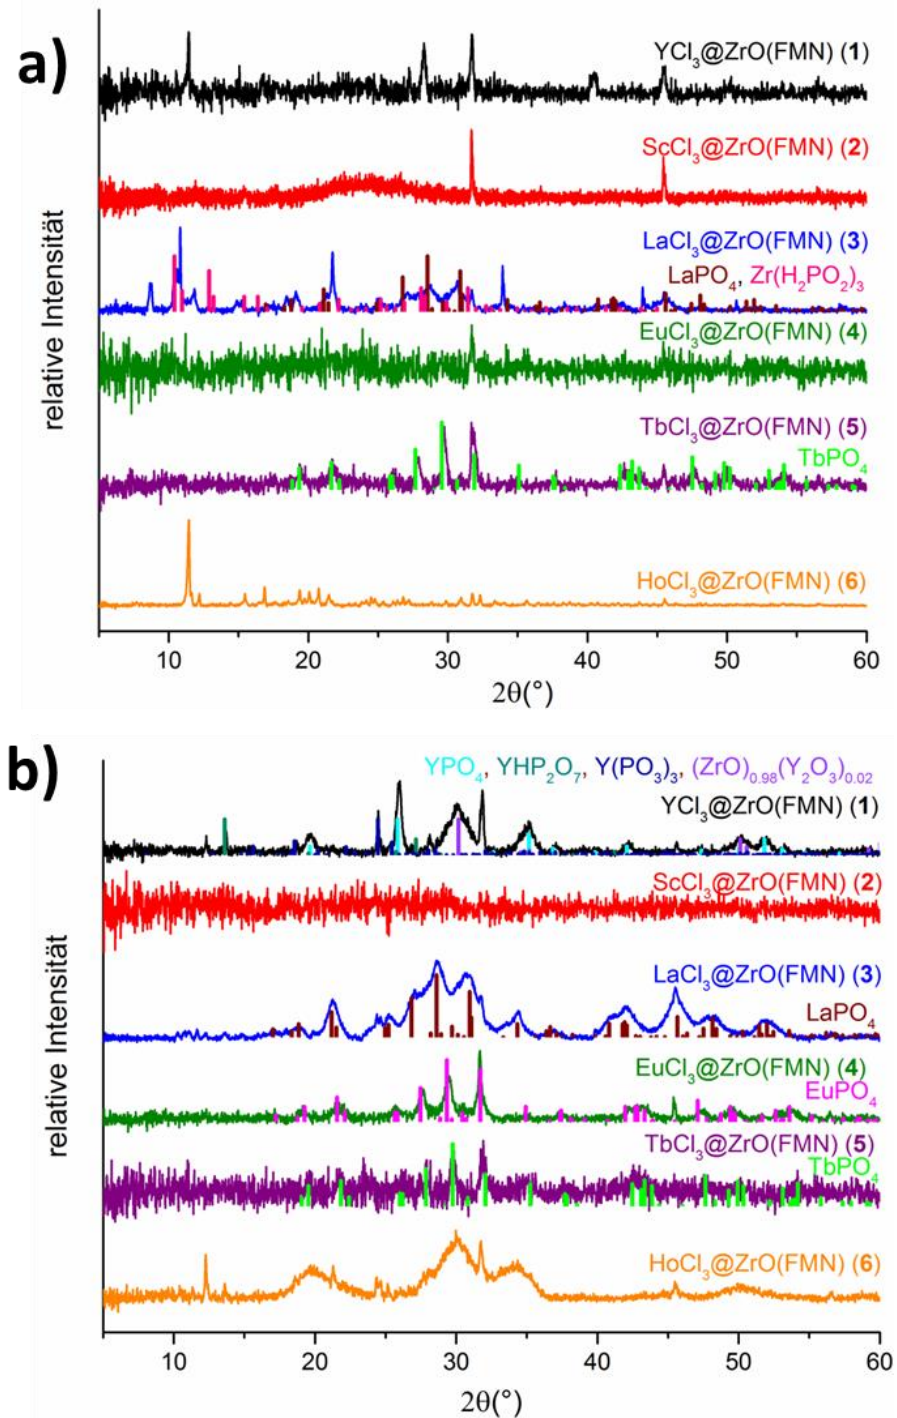 a)
YCl₃@ZrO(FMN) (1)
ScCl₃@ZrO(FMN) (2)
LaCl₃@ZrO(FMN) (3)
LaPO₄, Zr(H₂PO₂)₃
EuCl₃@ZrO(FMN) (4)
TbCl₃@ZrO(FMN) (5)
TbPO₄
HoCl₃@ZrO(FMN) (6)
relative Intensität
10 20 30 40 50 60
2θ(°)
b)
YPO₄, YHP₂O₇, Y(PO₃)₃, (ZrO)₀.₉₈(Y₂O₃)₀.₀₂
YCl₃@ZrO(FMN) (1)
ScCl₃@ZrO(FMN) (2)
LaCl₃@ZrO(FMN) (3)
LaPO₄
EuCl₃@ZrO(FMN) (4)
EuPO₄
TbCl₃@ZrO(FMN) (5)
TbPO₄
HoCl₃@ZrO(FMN) (6)
relative Intensität
10 20 30 40 50 60
2θ(°)